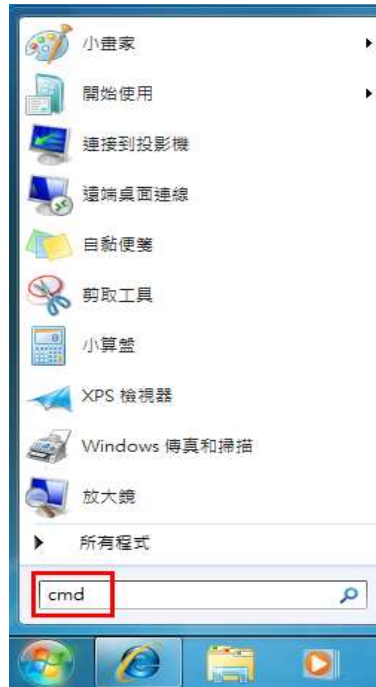 小畫家
開始使用
連接到投影機
遠端桌面連線
自黏便箋
剪取工具
小算盤
XPS 檢視器
Windows 傳真和掃描
放大鏡
所有程式
cmd